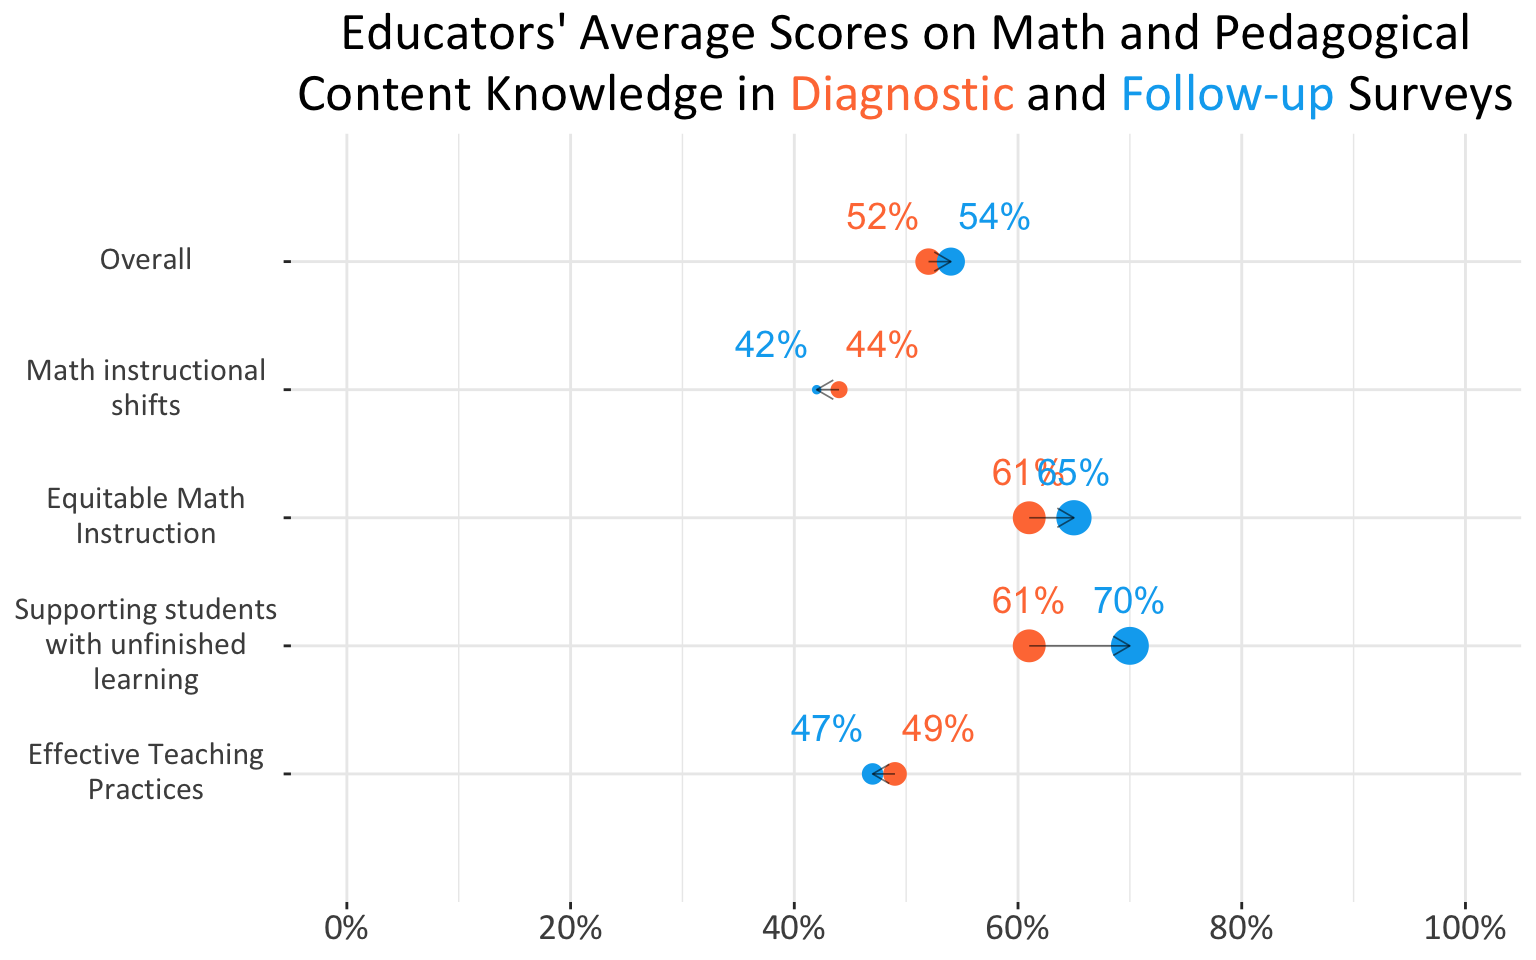 Educators' Average Scores on Math and Pedagogical
Content Knowledge in Diagnostic and Follow-up Surveys
52% 54%
Overall
42% 44%
Math instructional
shifts
61% 65%
Equitable Math
Instruction
61% 70%
Supporting students
with unfinished
learning
47% 49%
Effective Teaching
Practices
0% 20% 40% 60% 80% 100%